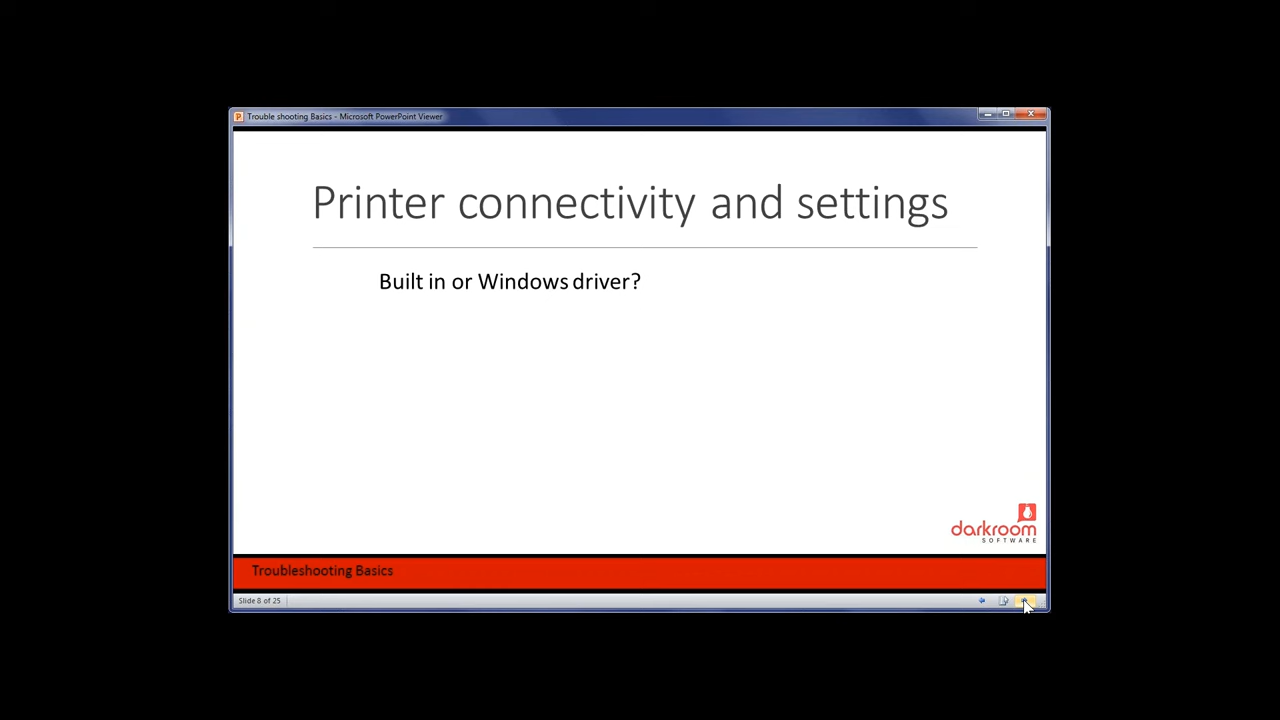 Trouble shooting Basics - Microsoft PowerPoint Viewer
Printer connectivity and settings
Built in or Windows driver?
darkroom
SOFTWARE
Troubleshooting Basics
Slide 8 of 25